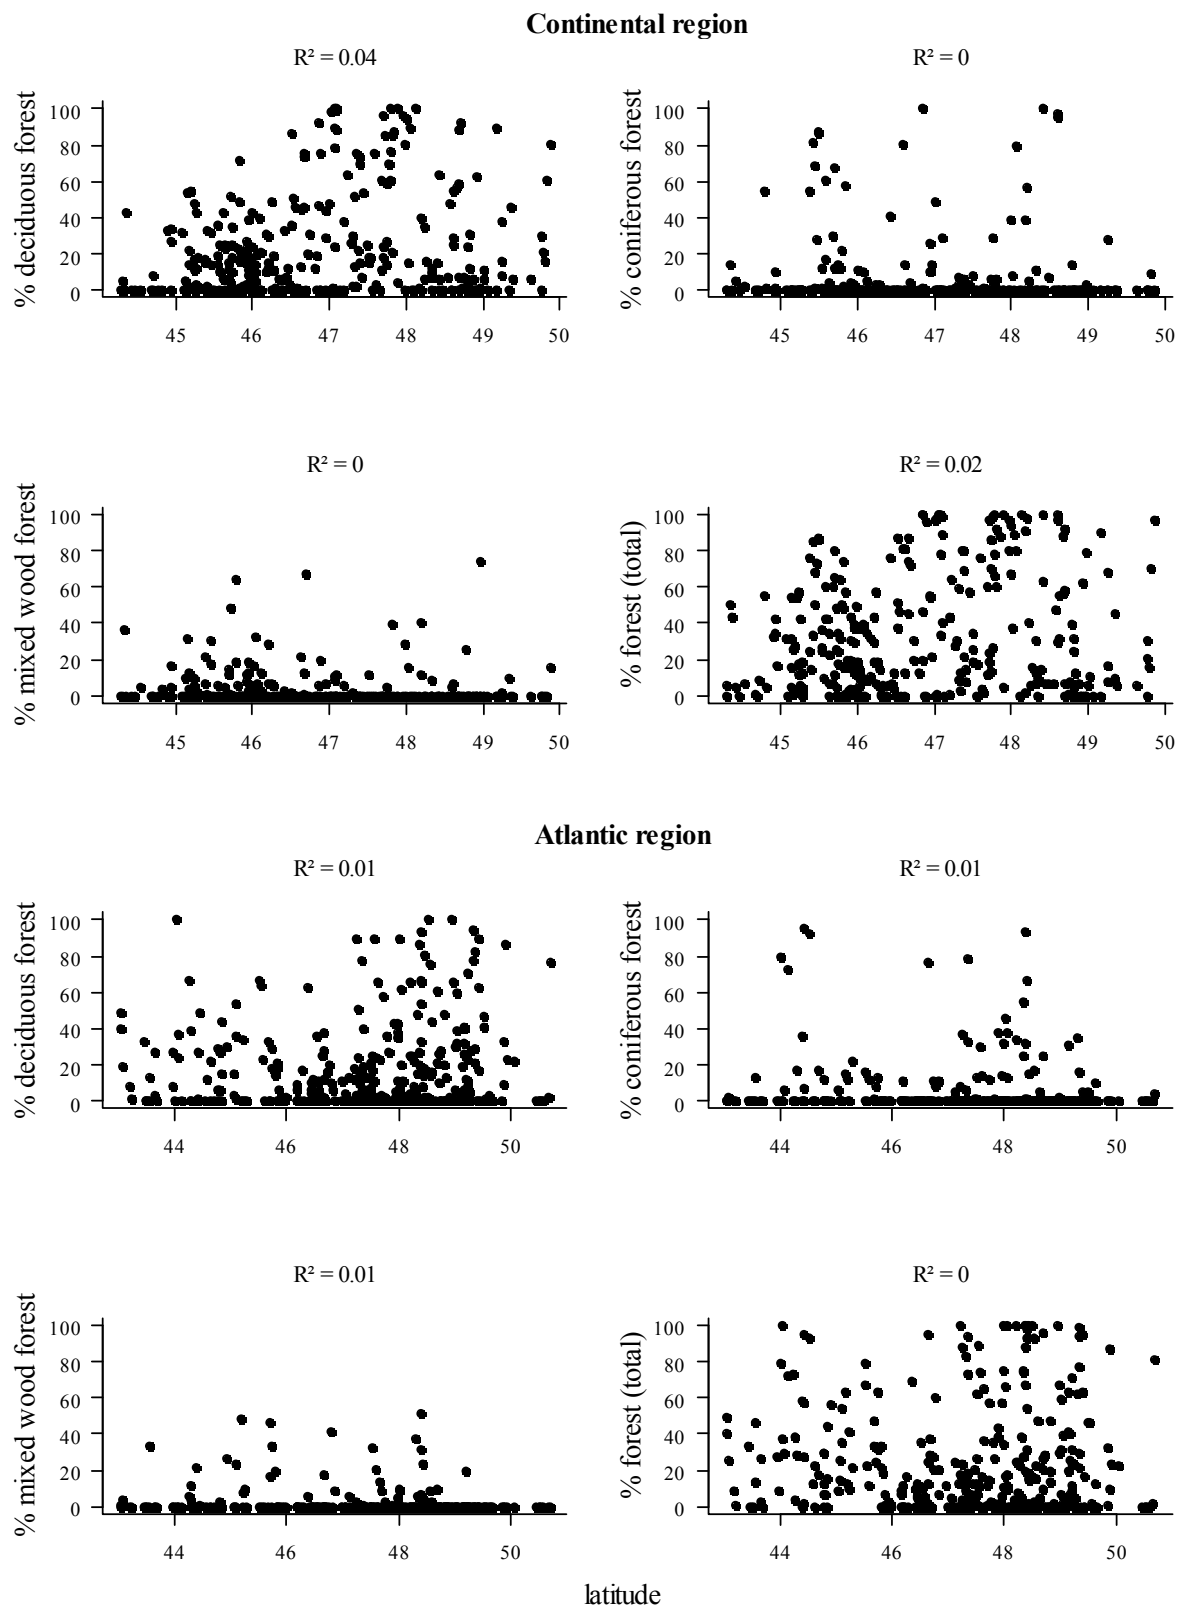 Continental region
R² = 0.04
R² = 0
% deciduous forest
100
80
60
40
20
0
45 46 47 48 49 50
% coniferous forest
100
80
60
40
20
0
45 46 47 48 49 50
R² = 0
R² = 0.02
% mixed wood forest
100
80
60
40
20
0
45 46 47 48 49 50
% forest (total)
100
80
60
40
20
0
45 46 47 48 49 50
Atlantic region
R² = 0.01
R² = 0.01
% deciduous forest
100
80
60
40
20
0
44 46 48 50
% coniferous forest
100
80
60
40
20
0
44 46 48 50
R² = 0.01
R² = 0
% mixed wood forest
100
80
60
40
20
0
44 46 48 50
% forest (total)
100
80
60
40
20
0
44 46 48 50
latitude